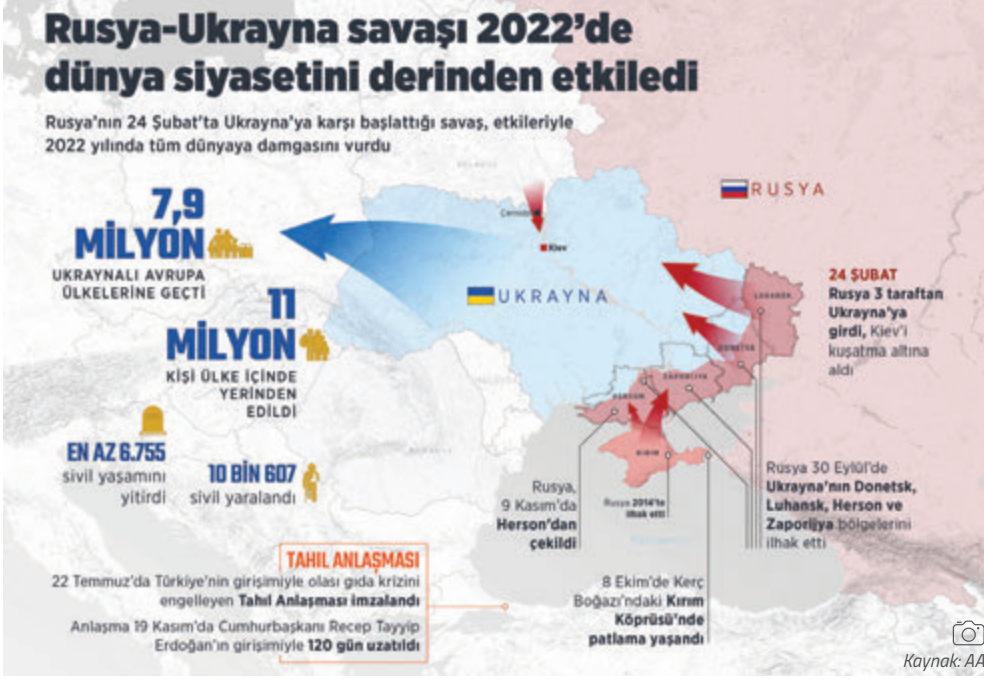 Rusya-Ukrayna savaşı 2022’de
dünya siyasetini derinden etkiledi
Rusya’nın 24 Şubat’ta Ukrayna’ya karşı başlattığı savaş, etkileriyle
2022 yılında tüm dünyaya damgasını vurdu
7,9
MİLYON
UKRAYNALI AVRUPA
ÜLKELERİNE GEÇTİ
11
MİLYON
KİŞİ ÜLKE İÇİNDE
YERİNDEN
EDİLDİ
EN AZ 6.755
sivil yaşamını
yitirdi
10 BİN 607
sivil yaralandı
Kiev
UKRAYNA
RUSYA
LUHANSK
DONETSK
ZAPORİJYA
HERSON
KIRIM
24 ŞUBAT
Rusya 3 taraftan
Ukrayna’ya
girdi, Kiev’i
kuşatma altına
aldı
Rusya,
9 Kasım’da
Herson’dan
çekildi
Rusya 2014’te
ilhak etti
Rusya 30 Eylül’de
Ukrayna’nın Donetsk,
Luhansk, Herson ve
Zaporijya bölgelerini
ilhak etti
8 Ekim’de Kerç
Boğazı’ndaki Kırım
Köprüsü’nde
patlama yaşandı
TAHIL ANLAŞMASI
22 Temmuz’da Türkiye’nin girişimiyle olası gıda krizini
engelleyen Tahıl Anlaşması imzalandı
Anlaşma 19 Kasım’da Cumhurbaşkanı Recep Tayyip
Erdoğan’ın girişimiyle 120 gün uzatıldı
Kaynak: AA